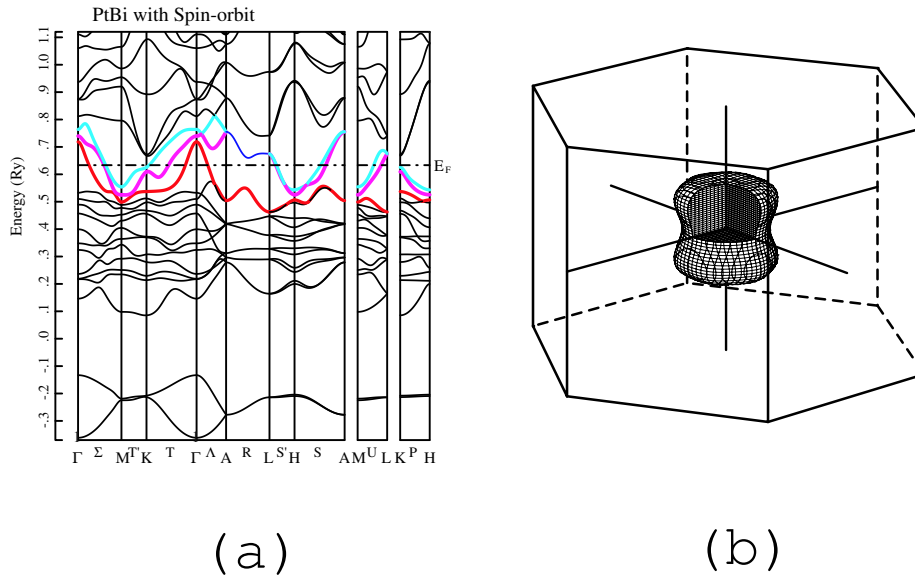 PtBi with Spin-orbit
Energy (Ry)
1.1
1.0
.9
.8
.7
.6
.5
.4
.3
.2
.1
.0
-.1
-.2
-.3
E_F
Γ Σ M T' K T Γ Λ A R L S' H S A M U L K P H
(a)
(b)